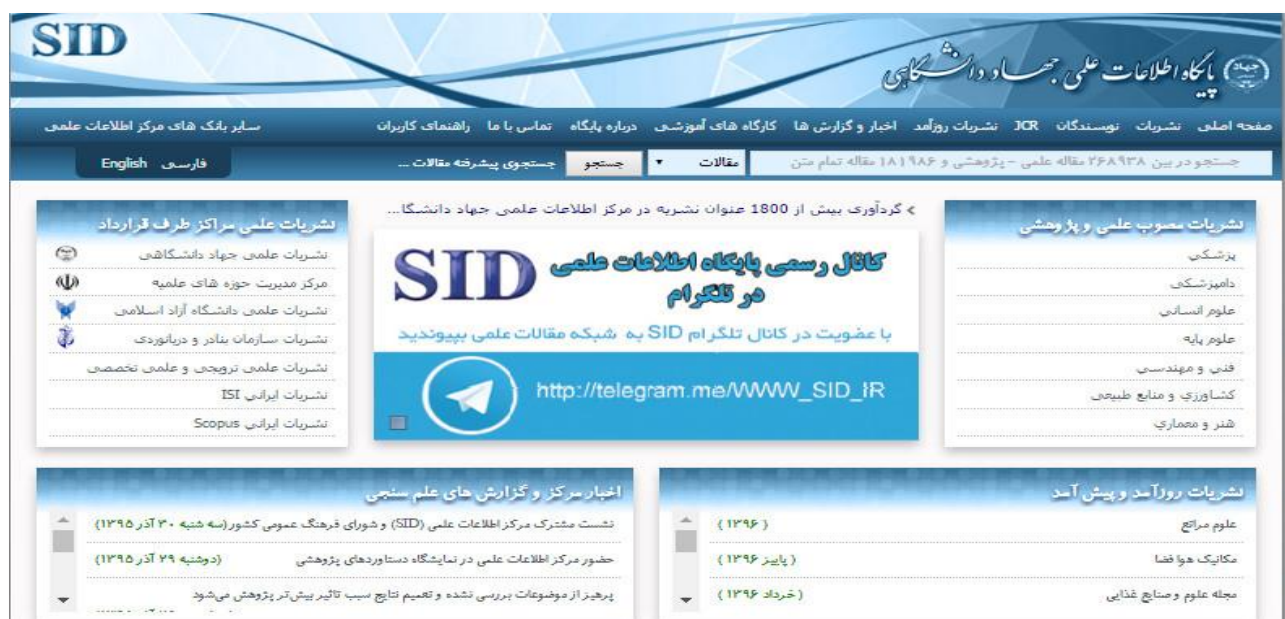 SID
پایگاه اطلاعات علمی جهاد دانشگاهی
صفحه اصلی نشریات نویسندگان JCR نشریات روزآمد اخبار و گزارش ها کارگاه های آموزشی درباره پایگاه تماس با ما راهنمای کاربران سایر بانک های مرکز اطلاعات علمی
جستجو در بین ۲۶۸۹۳۸ مقاله علمی - پژوهشی و ۱۸۱۹۸۶ مقاله تمام متن مقالات جستجو جستجوی پیشرفته مقالات ... فارسی English
نشریات مصوب علمی و پژوهشی
پزشکی
دامپزشکی
علوم انسانی
علوم پایه
فنی و مهندسی
کشاورزی و منابع طبیعی
هنر و معماری
گردآوری بیش از 1800 عنوان نشریه در مرکز اطلاعات علمی جهاد دانشگا...
کانال رسمی پایگاه اطلاعات علمی SID
در تلگرام
با عضویت در کانال تلگرام SID به شبکه مقالات علمی بپیوندید
http://telegram.me/WWW_SID_IR
نشریات علمی مراکز طرف قرارداد
نشریات علمی جهاد دانشگاهی
مرکز مدیریت حوزه های علمیه
نشریات علمی دانشگاه آزاد اسلامی
نشریات سازمان بنادر و دریانوردی
نشریات علمی ترویجی و علمی تخصصی
نشریات ایرانی ISI
نشریات ایرانی Scopus
نشریات روزآمد و پیش آمد
علوم مراتع ( ۱۳۹۶ )
مکانیک هوا فضا ( پاییز ۱۳۹۶ )
مجله علوم و صنایع غذایی ( خرداد ۱۳۹۶ )
اخبار مرکز و گزارش های علم سنجی
نشست مشترک مرکز اطلاعات علمی (SID) و شورای فرهنگ عمومی کشور (سه شنبه ۳۰ آذر ۱۳۹۵)
حضور مرکز اطلاعات علمی در نمایشگاه دستاوردهای پژوهشی (دوشنبه ۲۹ آذر ۱۳۹۵)
پرهیز از موضوعات بررسی نشده و تعمیم نتایج سبب تاثیر بیش‌تر پژوهش می‌شود